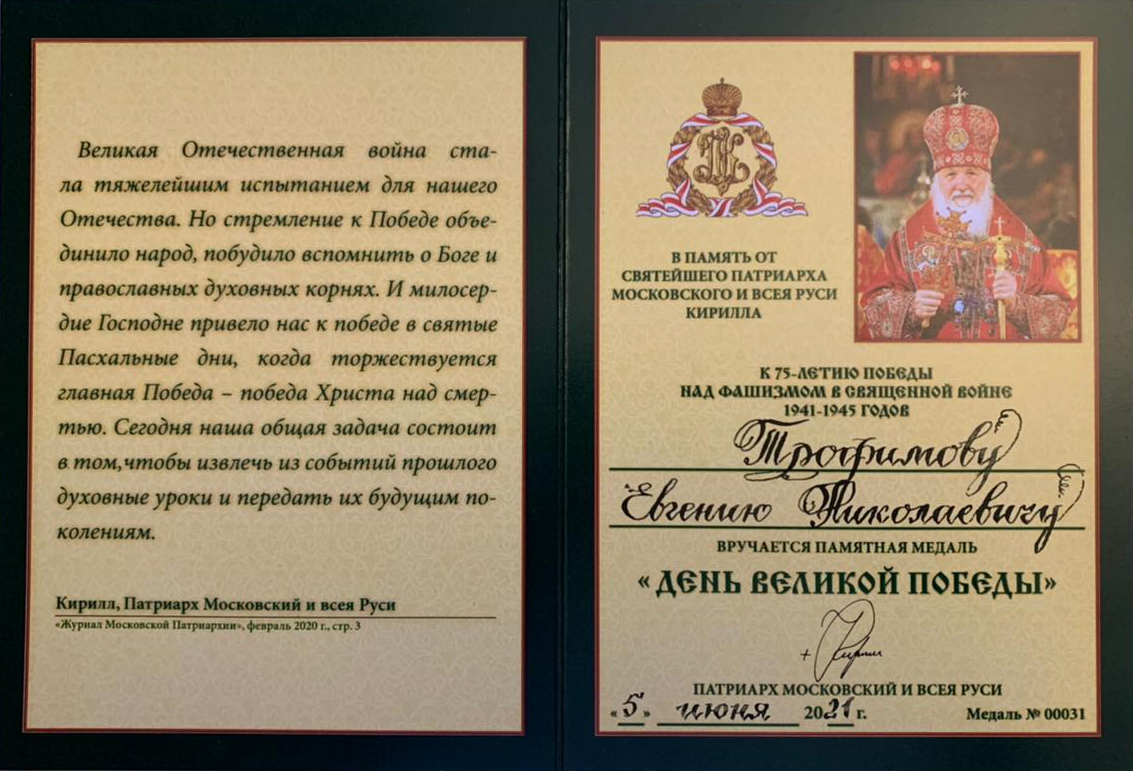 Великая Отечественная война ста-
ла тяжелейшим испытанием для нашего
Отечества. Но стремление к Победе объе-
динило народ, побудило вспомнить о Боге и
православных духовных корнях. И милосер-
дие Господне привело нас к победе в святые
Пасхальные дни, когда торжествуется
главная Победа – победа Христа над смер-
тью. Сегодня наша общая задача состоит
в том,чтобы извлечь из событий прошлого
духовные уроки и передать их будущим по-
колениям.
Кирилл, Патриарх Московский и всея Руси
«Журнал Московской Патриархии», февраль 2020 г., стр. 3
В ПАМЯТЬ ОТ
СВЯТЕЙШЕГО ПАТРИАРХА
МОСКОВСКОГО И ВСЕЯ РУСИ
КИРИЛЛА
К 75-ЛЕТИЮ ПОБЕДЫ
НАД ФАШИЗМОМ В СВЯЩЕННОЙ ВОЙНЕ
1941-1945 ГОДОВ
Трофимову
Евгению Николаевичу
ВРУЧАЕТСЯ ПАМЯТНАЯ МЕДАЛЬ
«ДЕНЬ ВЕЛИКОЙ ПОБЕДЫ»
+ Кирилл
ПАТРИАРХ МОСКОВСКИЙ И ВСЕЯ РУСИ
«5» июня 2021 г. Медаль № 00031